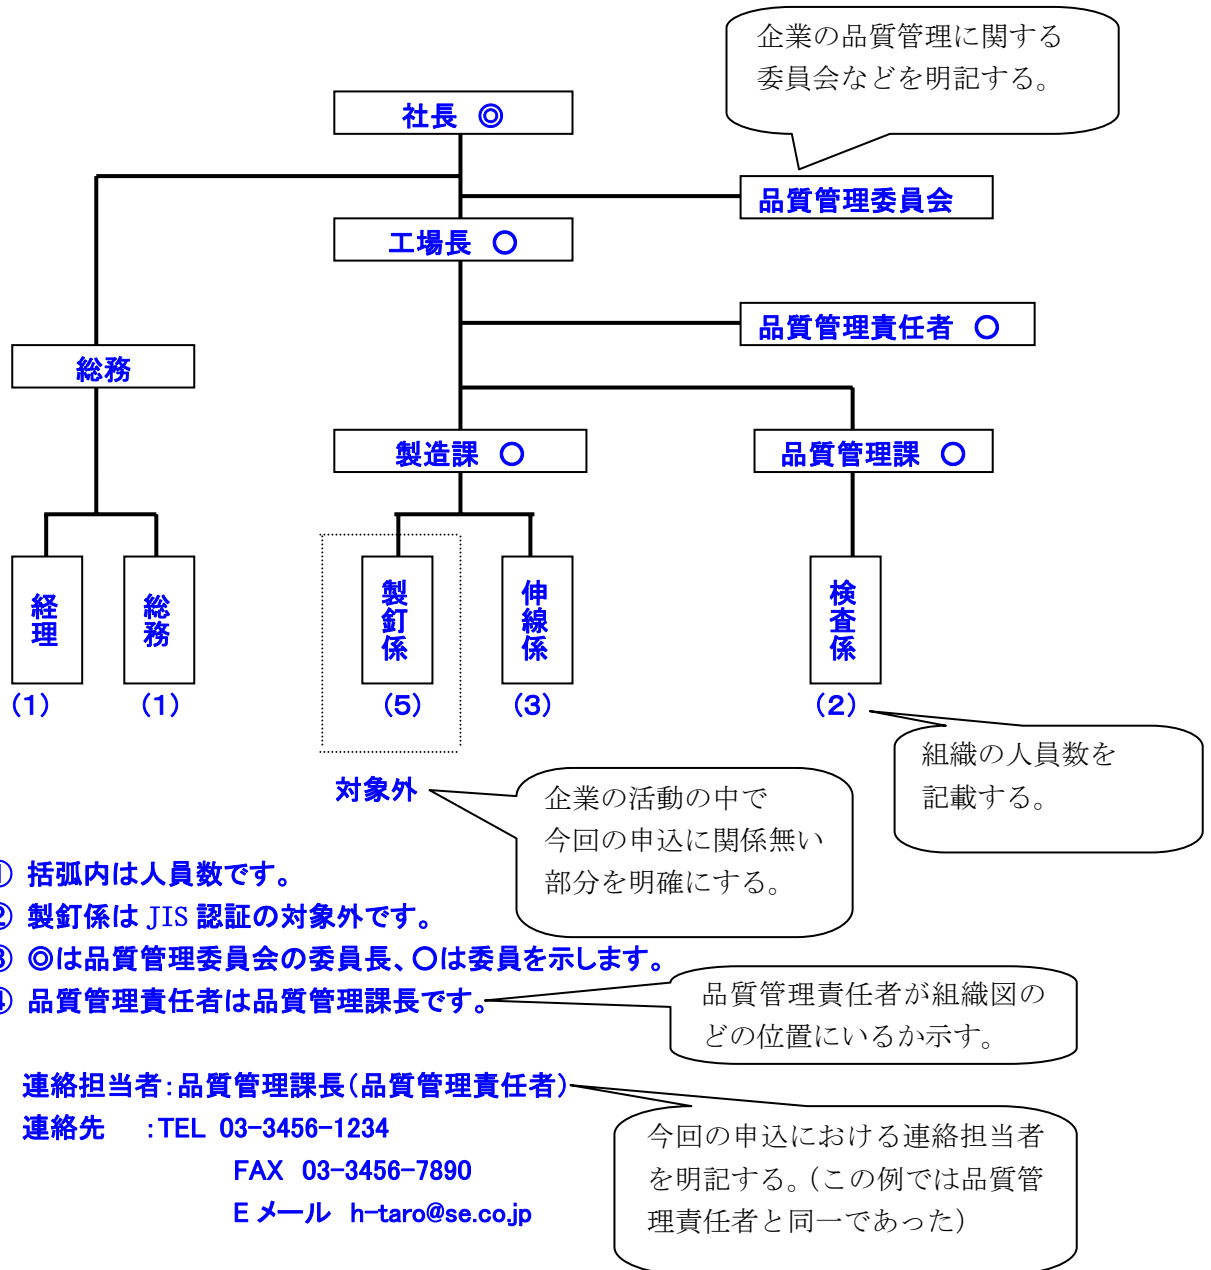 企業の品質管理に関する
委員会などを明記する。
社長 ◎
品質管理委員会
工場長 ○
品質管理責任者 ○
総務
製造課 ○
品質管理課 ○
経理
総務
製釘係
伸線係
検査係
(1)
(1)
(5)
(3)
(2)
組織の人員数を
記載する。
対象外
企業の活動の中で
今回の申込に関係無い
部分を明確にする。
① 括弧内は人員数です。
② 製釘係は JIS 認証の対象外です。
③ ◎は品質管理委員会の委員長、○は委員を示します。
④ 品質管理責任者は品質管理課長です。
品質管理責任者が組織図の
どの位置にいるか示す。
連絡担当者:品質管理課長(品質管理責任者)
連絡先 :TEL 03-3456-1234
FAX 03-3456-7890
E メール h-taro@se.co.jp
今回の申込における連絡担当者
を明記する。(この例では品質管
理責任者と同一であった)